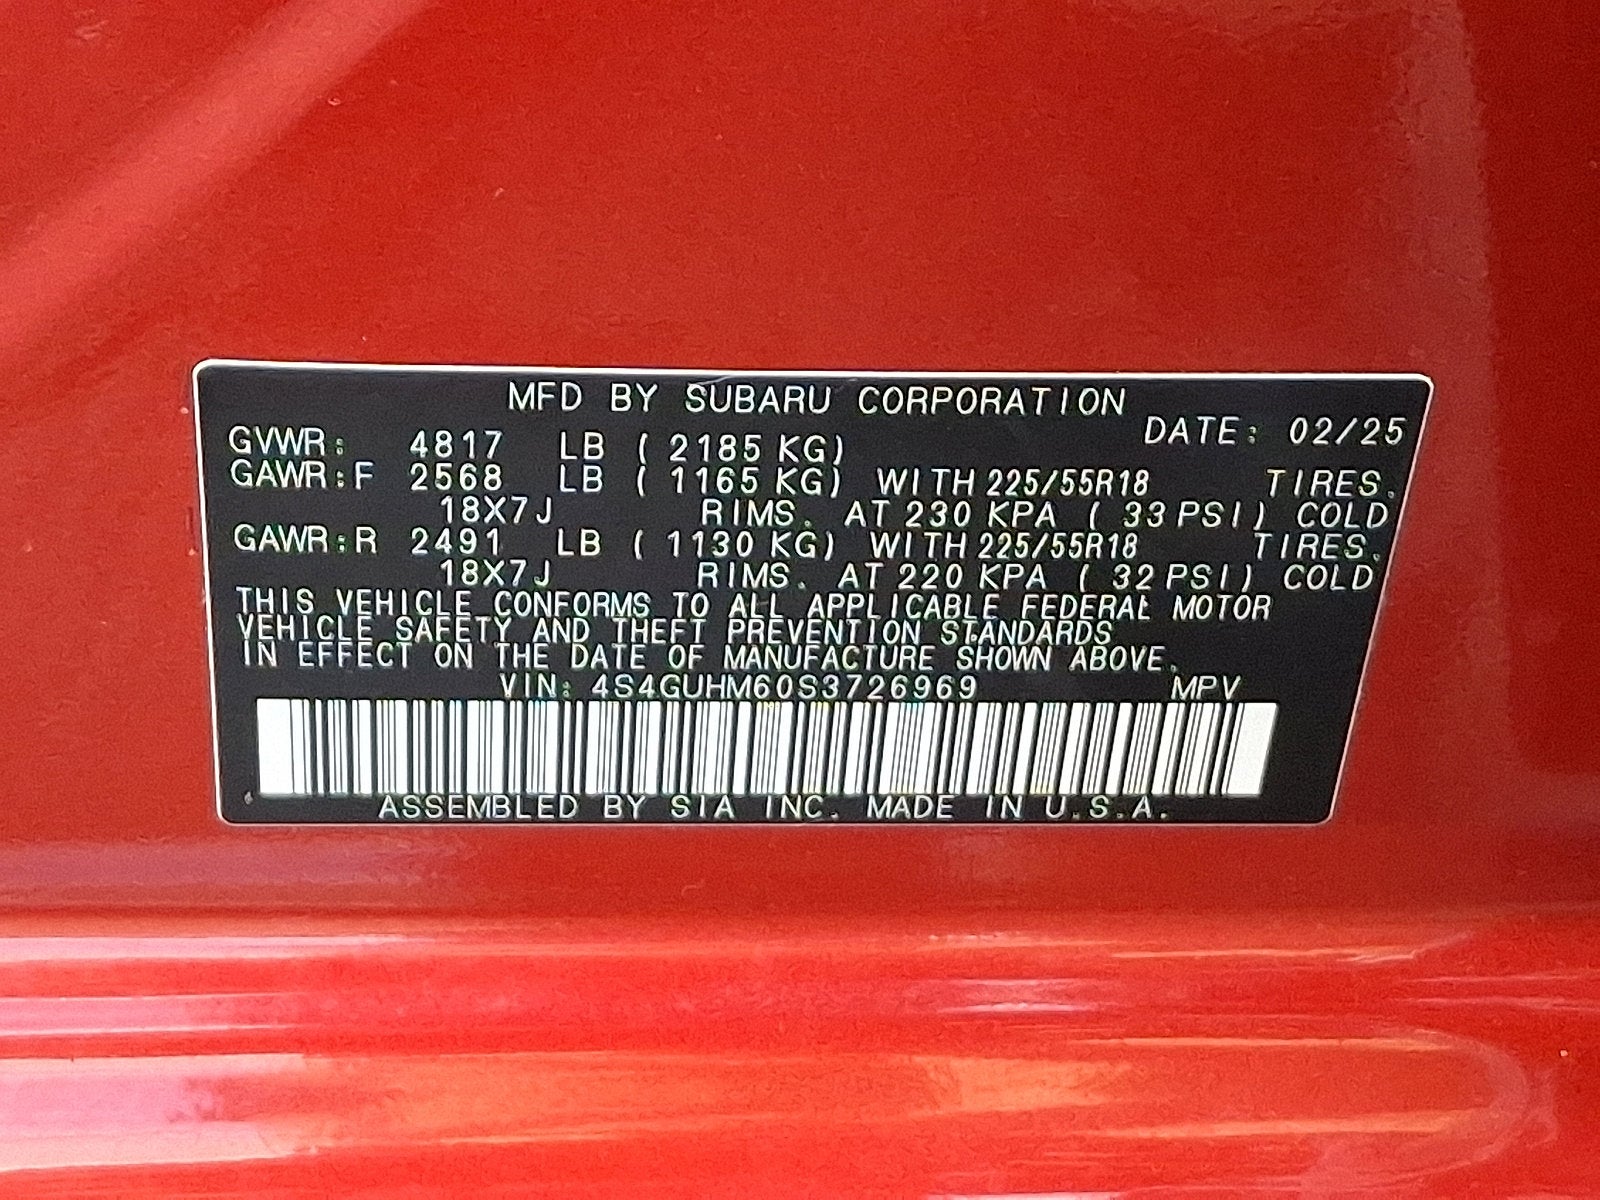 MFD BY SUBARU CORPORATION
DATE: 02/25
GVWR: 4817 LB ( 2185 KG)
GAWR:F 2568 LB ( 1165 KG) WITH 225/55R18 TIRES.
18X7J RIMS. AT 230 KPA ( 33 PSI) COLD
GAWR:R 2491 LB ( 1130 KG) WITH 225/55R18 TIRES.
18X7J RIMS. AT 220 KPA ( 32 PSI) COLD
THIS VEHICLE CONFORMS TO ALL APPLICABLE FEDERAL MOTOR
VEHICLE SAFETY AND THEFT PREVENTION STANDARDS
IN EFFECT ON THE DATE OF MANUFACTURE SHOWN ABOVE.
VIN: 4S4GUHM60S3726969 MPV
ASSEMBLED BY SIA INC. MADE IN U.S.A.